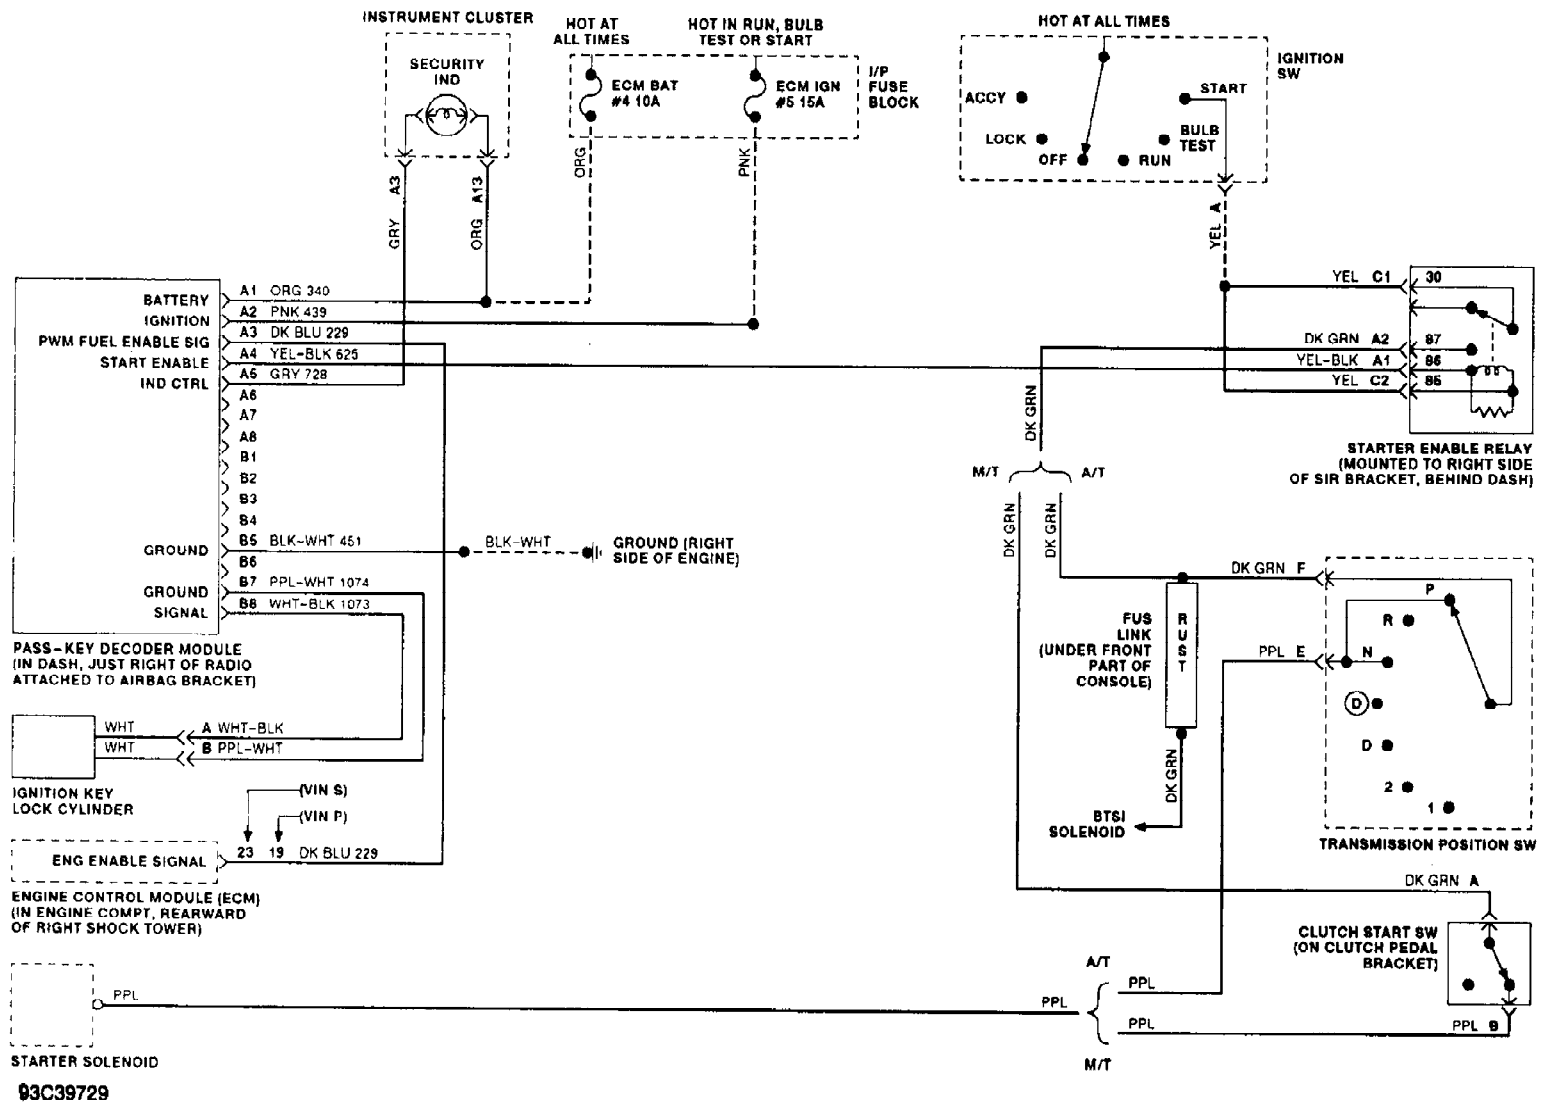 INSTRUMENT CLUSTER
SECURITY
IND
HOT AT
ALL TIMES
HOT IN RUN, BULB
TEST OR START
ECM BAT
#4 10A
ECM IGN
#5 15A
I/P
FUSE
BLOCK
HOT AT ALL TIMES
IGNITION
SW
ACCY
LOCK
OFF
RUN
BULB
TEST
START
A3
GRY
A13
ORG
ORG
PNK
A
YEL
BATTERY
A1 ORG 340
IGNITION
A2 PNK 439
PWM FUEL ENABLE SIG
A3 DK BLU 229
START ENABLE
A4 YEL-BLK 625
IND CTRL
A5 GRY 728
A6
A7
A8
B1
B2
B3
B4
GROUND
B5 BLK-WHT 451
BLK-WHT
GROUND (RIGHT
SIDE OF ENGINE)
B6
GROUND
B7 PPL-WHT 1074
SIGNAL
B8 WHT-BLK 1073
PASS-KEY DECODER MODULE
(IN DASH, JUST RIGHT OF RADIO
ATTACHED TO AIRBAG BRACKET)
YEL C1 30
DK GRN A2 87
YEL-BLK A1 86
YEL C2 85
STARTER ENABLE RELAY
(MOUNTED TO RIGHT SIDE
OF SIR BRACKET, BEHIND DASH)
DK GRN
M/T
A/T
DK GRN
DK GRN
DK GRN F
FUS
LINK
(UNDER FRONT
PART OF
CONSOLE)
RUST
PPL E
P
R
N
D
D
2
1
TRANSMISSION POSITION SW
DK GRN
BTSI
SOLENOID
WHT
A WHT-BLK
WHT
B PPL-WHT
IGNITION KEY
LOCK CYLINDER
(VIN S)
(VIN P)
ENG ENABLE SIGNAL
23 19 DK BLU 229
ENGINE CONTROL MODULE (ECM)
(IN ENGINE COMPT, REARWARD
OF RIGHT SHOCK TOWER)
DK GRN A
CLUTCH START SW
(ON CLUTCH PEDAL
BRACKET)
A/T
PPL
PPL
PPL
PPL
PPL B
M/T
STARTER SOLENOID
93C39729